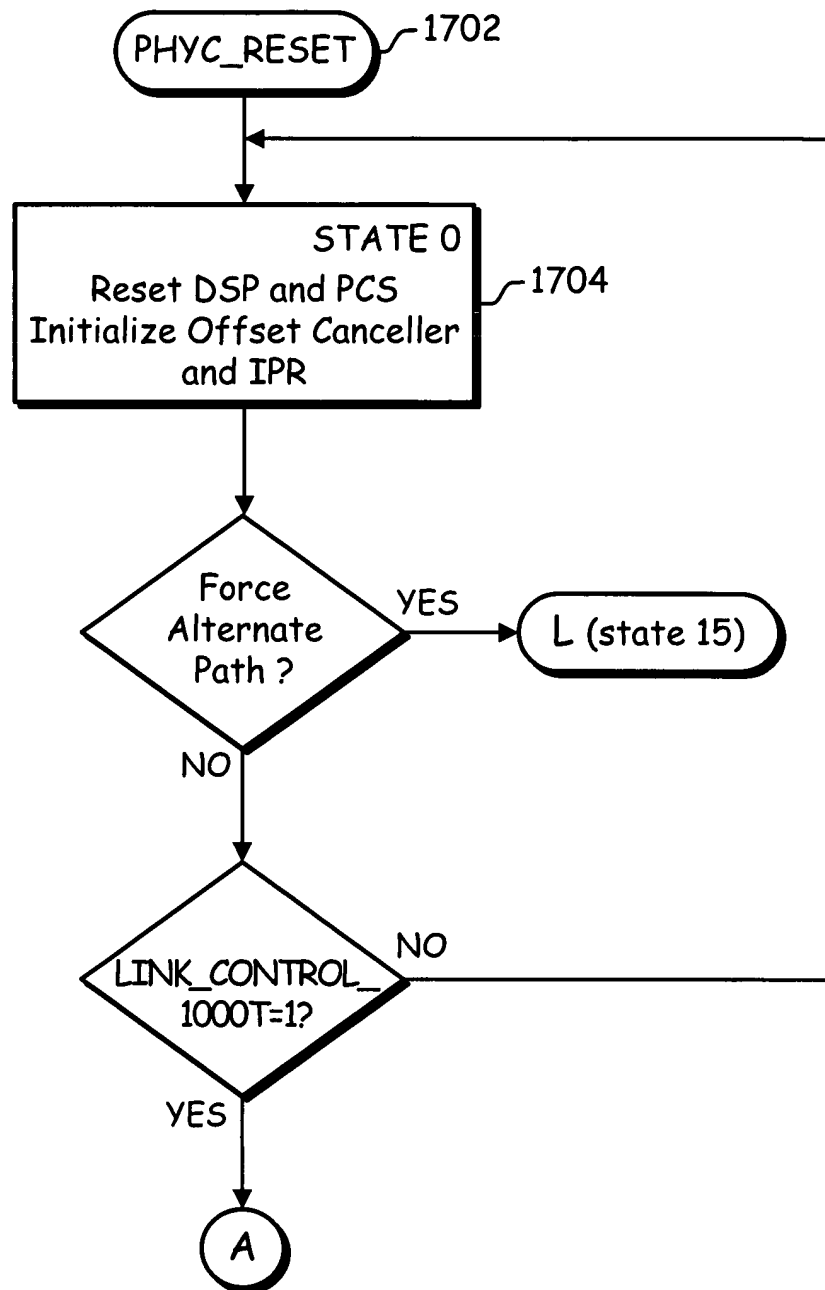 PHYC_RESET
1702
STATE 0
Reset DSP and PCS
Initialize Offset Canceller
and IPR
1704
Force
Alternate
Path ?
YES
L (state 15)
NO
LINK_CONTROL_
1000T=1?
NO
YES
A